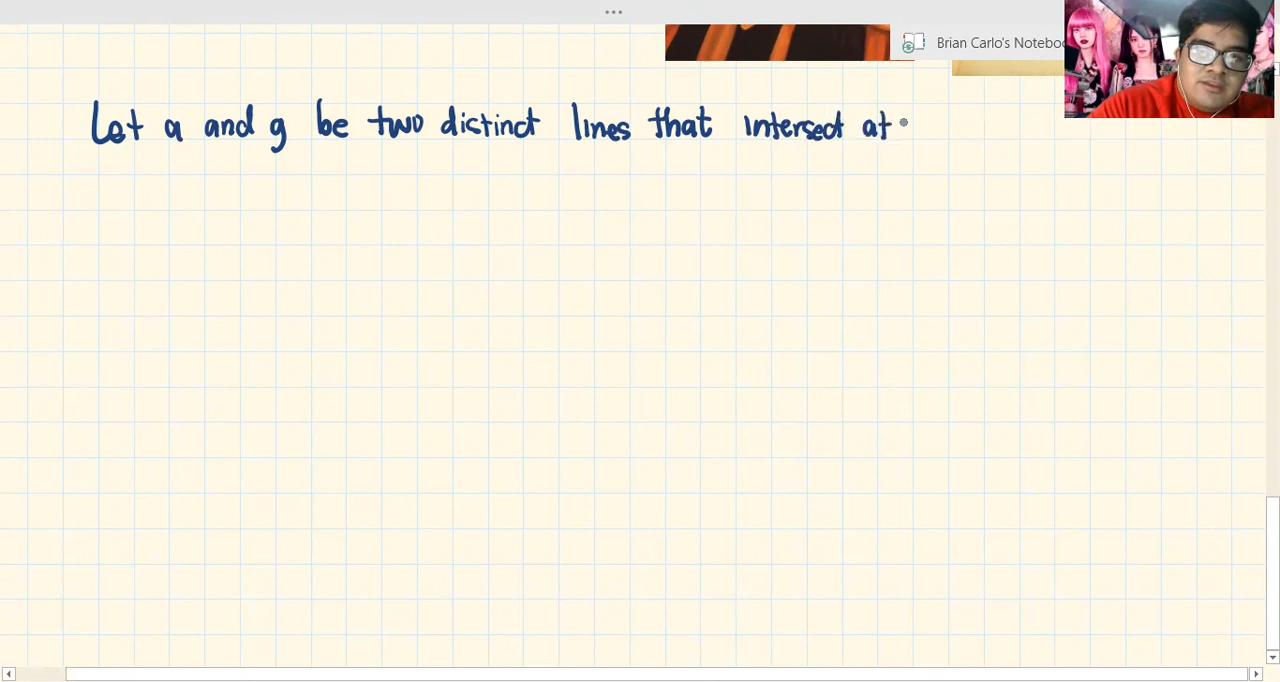 Brian Carlo's Noteboo
Let a and g be two distinct lines that intersect at